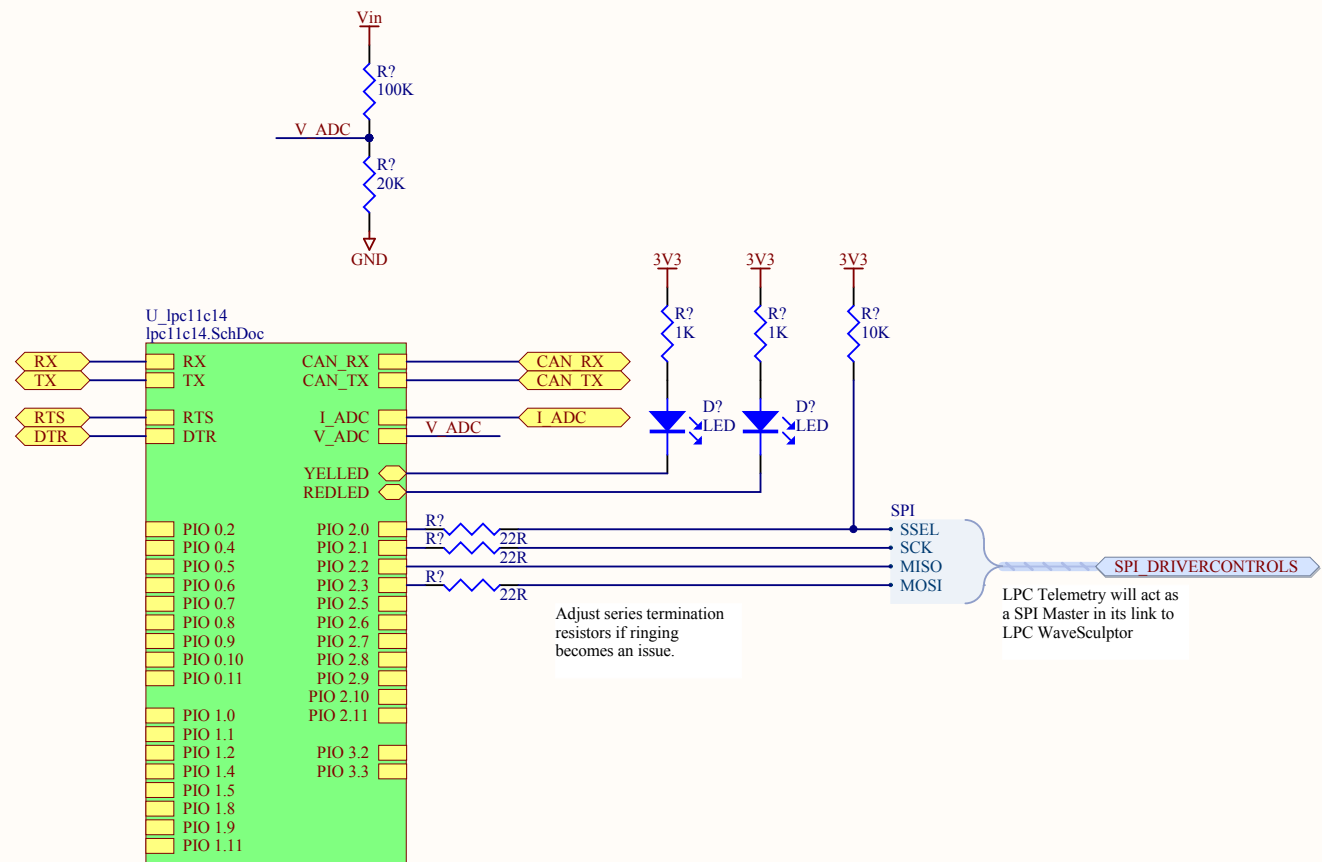 Vin
R?
100K
V_ADC
R?
20K
GND
3V3
3V3
3V3
R?
1K
R?
1K
R?
10K
D?
LED
D?
LED
U_lpc11c14
lpc11c14.SchDoc
RX
RX
CAN_RX
CAN_RX
TX
TX
CAN_TX
CAN_TX
RTS
RTS
I_ADC
I_ADC
DTR
DTR
V_ADC
V_ADC
YELLED
REDLED
SPI
PIO 0.2
PIO 2.0
R?
22R
SSEL
PIO 0.4
PIO 2.1
R?
22R
SCK
PIO 0.5
PIO 2.2
MISO
SPI_DRIVERCONTROLS
PIO 0.6
PIO 2.3
R?
22R
MOSI
PIO 0.7
PIO 2.5
PIO 0.8
PIO 2.6
PIO 0.9
PIO 2.7
PIO 0.10
PIO 2.8
PIO 0.11
PIO 2.9
PIO 2.10
PIO 1.0
PIO 2.11
PIO 1.1
PIO 1.2
PIO 3.2
PIO 1.4
PIO 3.3
PIO 1.5
PIO 1.8
PIO 1.9
PIO 1.11
Adjust series termination
resistors if ringing
becomes an issue.
LPC Telemetry will act as
a SPI Master in its link to
LPC WaveSculptor